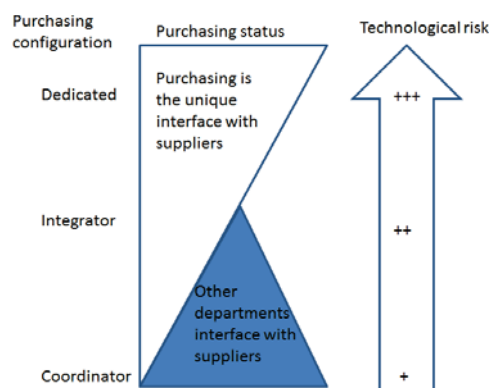 Purchasing
configuration
Purchasing status
Technological risk
Dedicated
Purchasing is
the unique
interface with
suppliers
+++
Integrator
++
Other
departments
interface with
suppliers
Coordinator
+